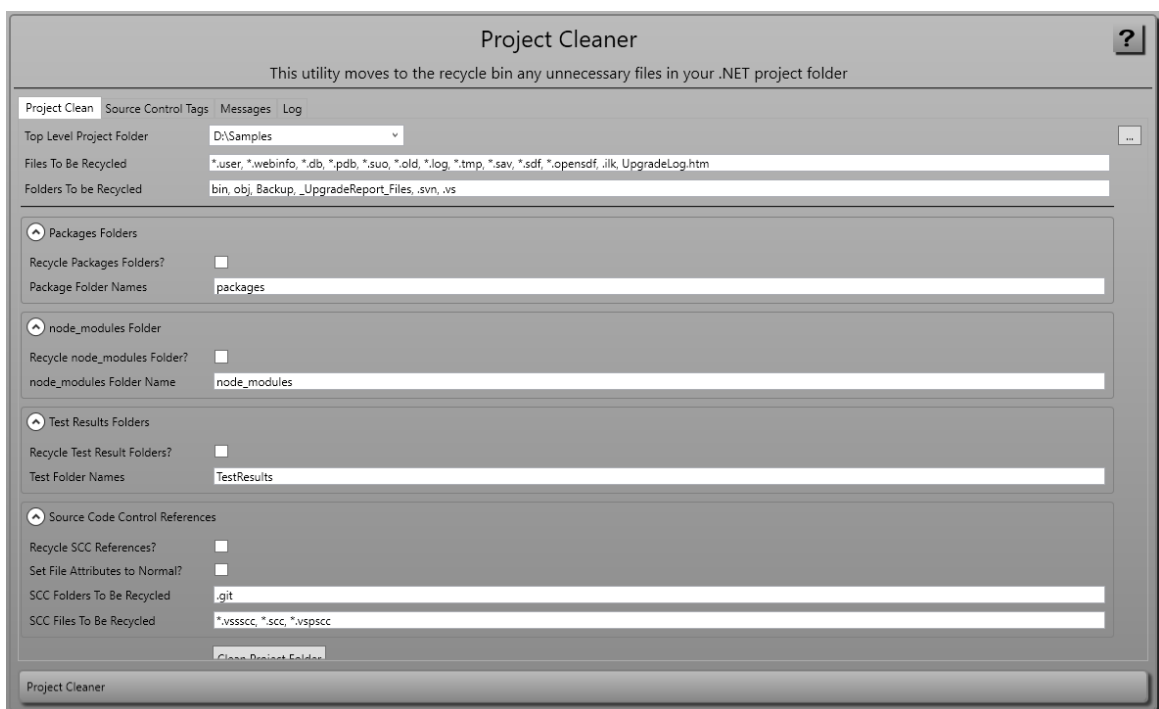 Project Cleaner
?
This utility moves to the recycle bin any unnecessary files in your .NET project folder
Project Clean Source Control Tags Messages Log
Top Level Project Folder D:\Samples ...
Files To Be Recycled *.user, *.webinfo, *.db, *.pdb, *.suo, *.old, *.log, *.tmp, *.sav, *.sdf, *.opensdf, .ilk, UpgradeLog.htm
Folders To be Recycled bin, obj, Backup, _UpgradeReport_Files, .svn, .vs
Packages Folders
Recycle Packages Folders?
Package Folder Names packages
node_modules Folder
Recycle node_modules Folder?
node_modules Folder Name node_modules
Test Results Folders
Recycle Test Result Folders?
Test Folder Names TestResults
Source Code Control References
Recycle SCC References?
Set File Attributes to Normal?
SCC Folders To Be Recycled .git
SCC Files To Be Recycled *.vssscc, *.scc, *.vspscc
Clean Project Folder
Project Cleaner